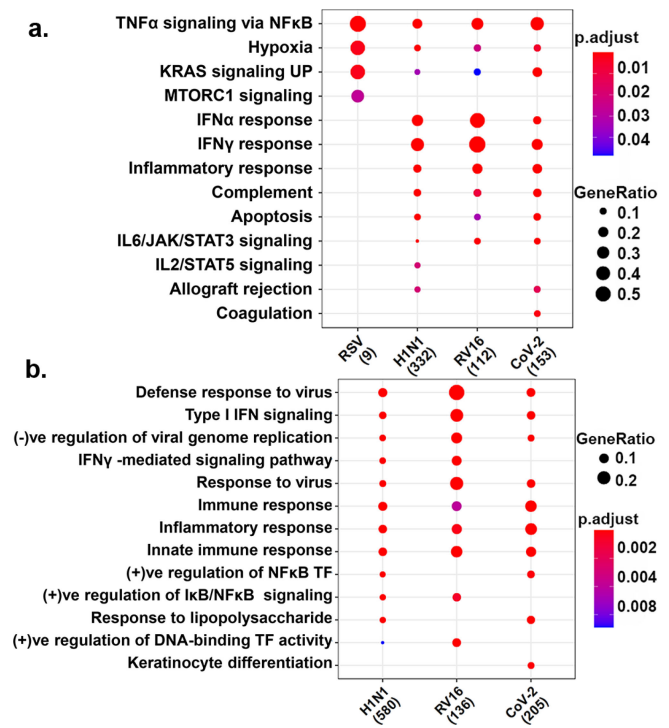 a.
TNFα signaling via NFκB
Hypoxia
KRAS signaling UP
MTORC1 signaling
IFNα response
IFNγ response
Inflammatory response
Complement
Apoptosis
IL6/JAK/STAT3 signaling
IL2/STAT5 signaling
Allograft rejection
Coagulation
RSV
(9)
H1N1
(332)
RV16
(112)
CoV-2
(153)
p.adjust
0.01
0.02
0.03
0.04
GeneRatio
0.1
0.2
0.3
0.4
0.5
b.
Defense response to virus
Type I IFN signaling
(-)ve regulation of viral genome replication
IFNγ -mediated signaling pathway
Response to virus
Immune response
Inflammatory response
Innate immune response
(+)ve regulation of NFκB TF
(+)ve regulation of IκB/NFκB signaling
Response to lipopolysaccharide
(+)ve regulation of DNA-binding TF activity
Keratinocyte differentiation
H1N1
(580)
RV16
(136)
CoV-2
(205)
GeneRatio
0.1
0.2
p.adjust
0.002
0.004
0.006
0.008